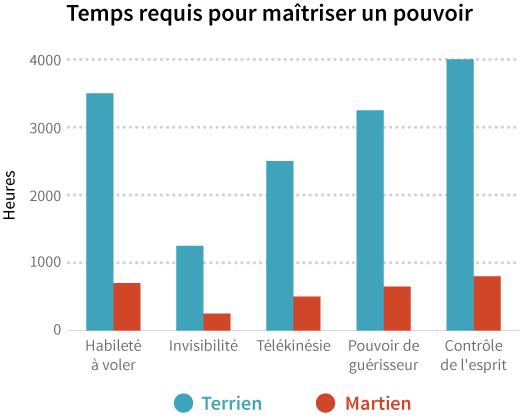 Temps requis pour maîtriser un pouvoir
4000
3000
2000
1000
0
Heures
Habileté
à voler
Invisibilité
Télékinésie
Pouvoir de
guérisseur
Contrôle
de l'esprit
Terrien
Martien